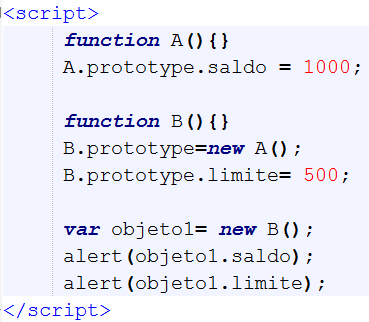 <script>
function A(){}
A.prototype.saldo = 1000;
function B(){}
B.prototype=new A();
B.prototype.limite= 500;
var objeto1= new B();
alert(objeto1.saldo);
alert(objeto1.limite);
</script>